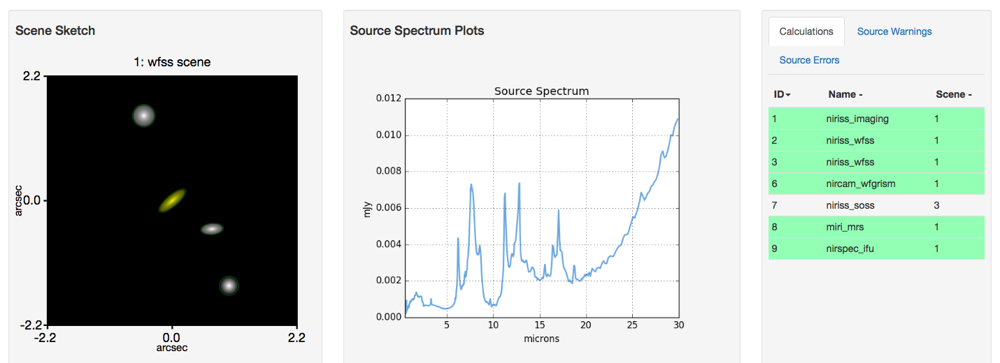 Scene Sketch
1: wfss scene
2.2
0.0
-2.2
arcsec
-2.2
0.0
2.2
arcsec
Source Spectrum Plots
Source Spectrum
0.012
0.010
0.008
0.006
0.004
0.002
0.000
mJy
5
10
15
20
25
30
microns
Calculations
Source Warnings
Source Errors
ID Name - Scene -
1 niriss_imaging 1
2 niriss_wfss 1
3 niriss_wfss 1
6 nircam_wfgrism 1
7 niriss_soss 3
8 miri_mrs 1
9 nirspec_ifu 1